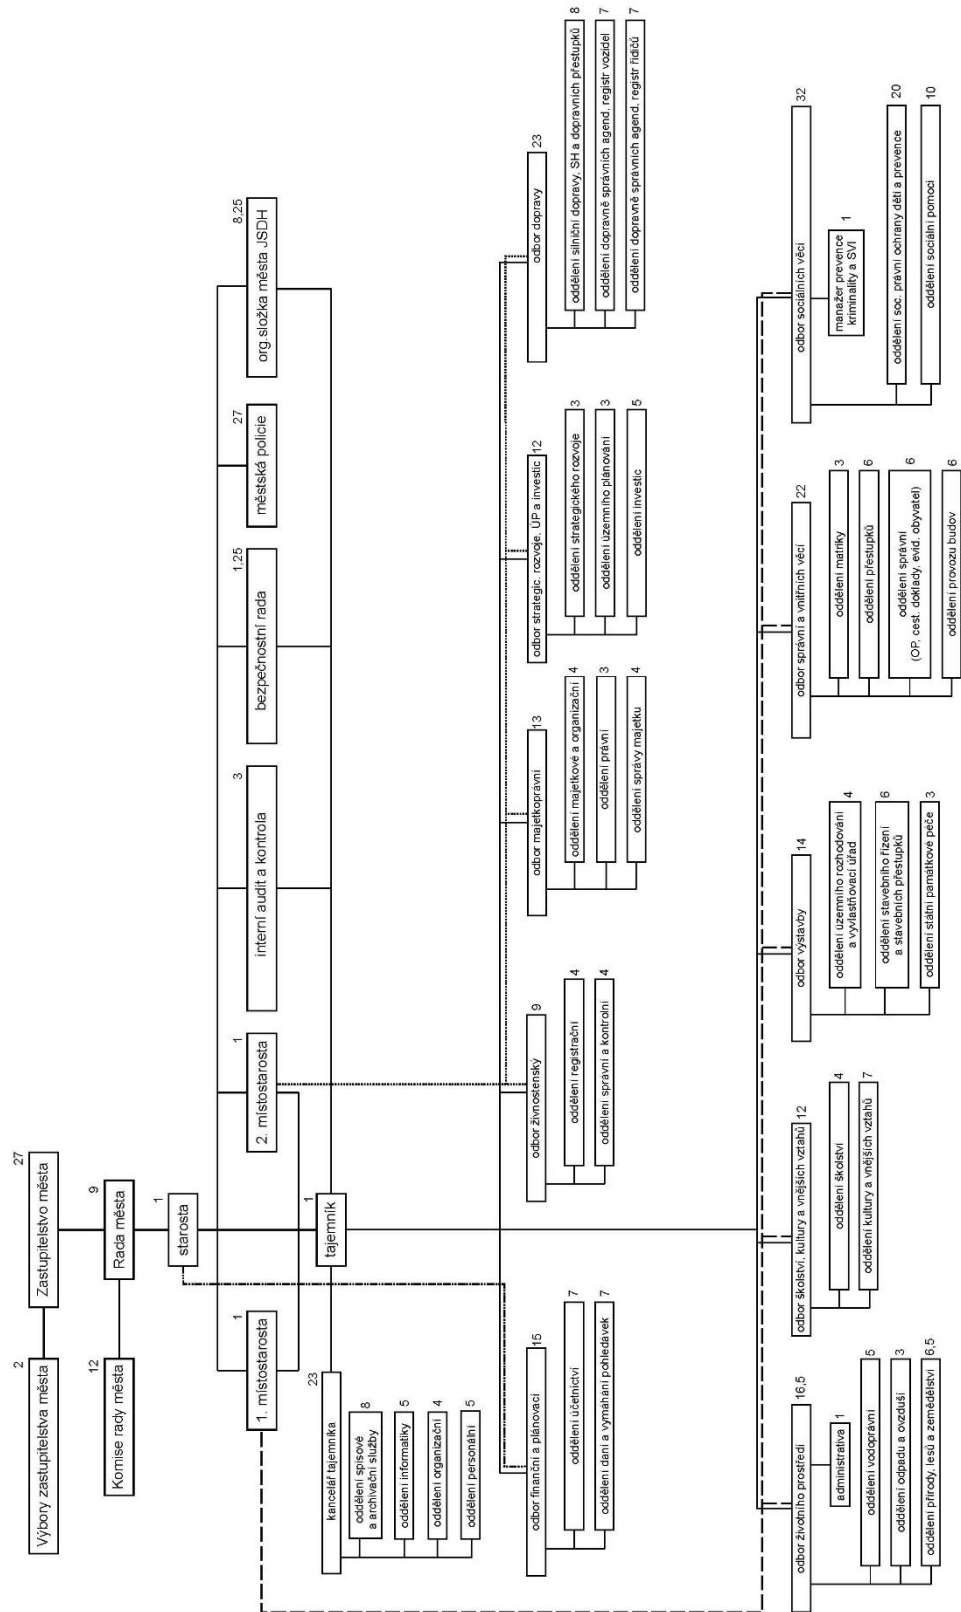 Výbory zastupitelstva města
2
Zastupitelstvo města
27
Komise rady města
12
Rada města
9
starosta
1
1. místostarosta
1
2. místostarosta
1
interní audit a kontrola
3
bezpečnostní rada
1,25
městská policie
27
org.složka města JSDH
8,25
tajemník
1
kancelář tajemníka
23
oddělení spisové
a archivační služby
8
oddělení informatiky
5
oddělení organizační
4
oddělení personální
5
odbor finanční a plánovací
15
oddělení účetnictví
7
oddělení daní a vymáhání pohledávek
7
odbor živnostenský
9
oddělení registrační
4
oddělení správní a kontrolní
4
odbor majetkoprávní
13
oddělení majetkové a organizační
4
oddělení právní
3
oddělení správy majetku
4
odbor strategic. rozvoje, ÚP a investic
12
oddělení strategického rozvoje
3
oddělení územního plánování
3
oddělení investic
5
odbor dopravy
23
oddělení silniční dopravy, SH a dopravních přestupků
8
oddělení dopravně správních agend, registr vozidel
7
oddělení dopravně správních agend, registr řidičů
7
odbor životního prostředí
16,5
administrativa
1
oddělení vodoprávní
5
oddělení odpadu a ovzduší
3
oddělení přírody, lesů a zemědělství
6,5
odbor školství, kultury a vnějších vztahů
12
oddělení školství
4
oddělení kultury a vnějších vztahů
7
odbor výstavby
14
oddělení územního rozhodování
a vyvlastňovací úřad
4
oddělení stavebního řízení
a stavebních přestupků
6
oddělení státní památkové péče
3
odbor správní a vnitřních věcí
22
oddělení matriky
3
oddělení přestupků
6
oddělení správní
(OP, cest. doklady, evid. obyvatel)
6
oddělení provozu budov
6
odbor sociálních věcí
32
manažer prevence
kriminality a SVI
1
oddělení soc. právní ochrany dětí a prevence
20
oddělení sociální pomoci
10